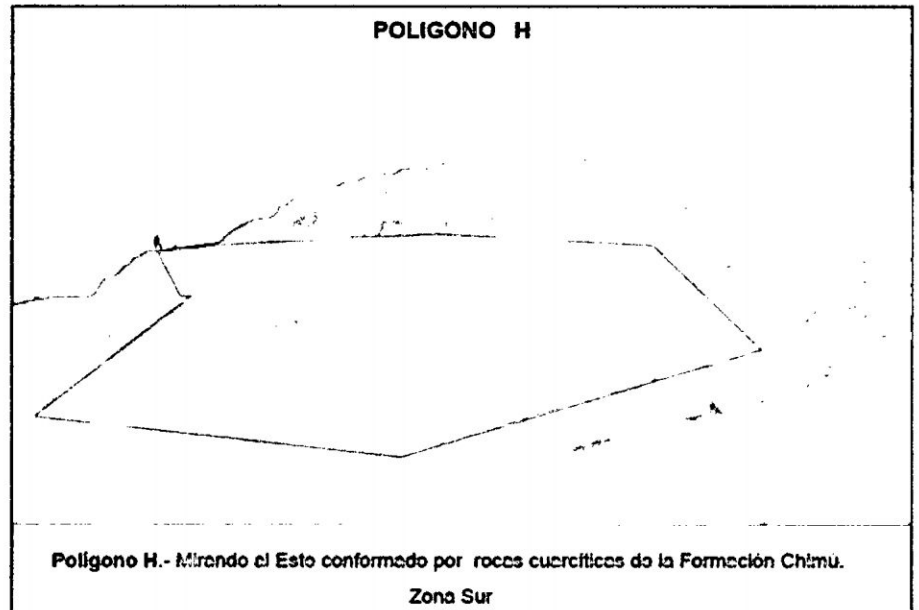 POLIGONO H
Polígono H.- Mirando al Este conformado por rocas cuarcíticas de la Formación Chimú.
Zona Sur